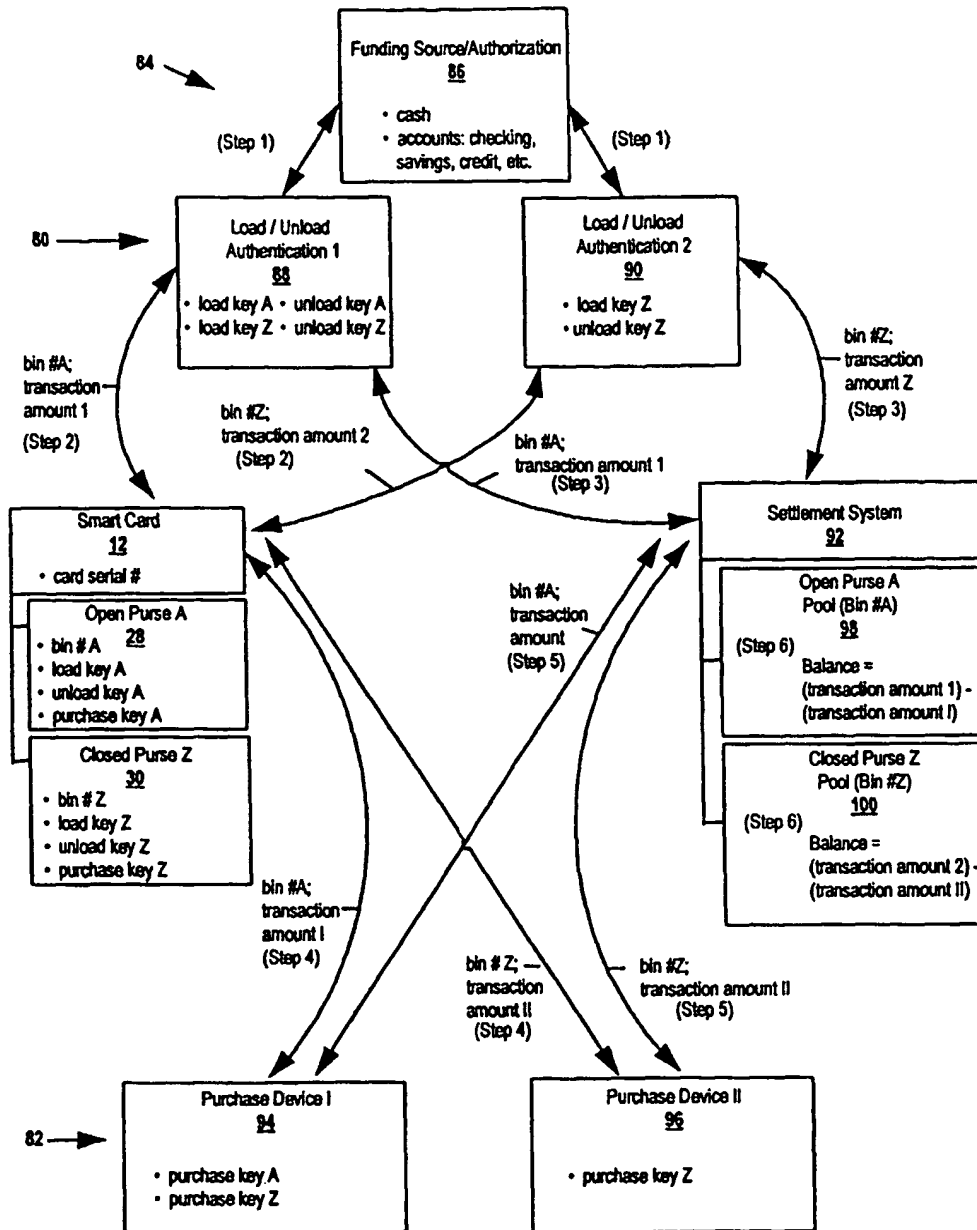 Funding Source/Authorization
86
• cash
• accounts: checking,
savings, credit, etc.
84
(Step 1)
(Step 1)
80
Load / Unload
Authentication 1
88
• load key A • unload key A
• load key Z • unload key Z
Load / Unload
Authentication 2
90
• load key Z
• unload key Z
bin #A;
transaction
amount 1
(Step 2)
bin #Z;
transaction amount 2
(Step 2)
bin #A;
transaction amount 1
(Step 3)
bin #Z;
transaction
amount Z
(Step 3)
Smart Card
12
• card serial #
Open Purse A
28
• bin # A
• load key A
• unload key A
• purchase key A
Closed Purse Z
30
• bin # Z
• load key Z
• unload key Z
• purchase key Z
Settlement System
92
Open Purse A
Pool (Bin #A)
98
(Step 6)
Balance =
(transaction amount 1) -
(transaction amount I)
Closed Purse Z
Pool (Bin #Z)
100
(Step 6)
Balance =
(transaction amount 2) -
(transaction amount II)
bin #A;
transaction
amount
(Step 5)
bin #A;
transaction
amount I
(Step 4)
bin # Z;
transaction
amount II
(Step 4)
bin #Z;
transaction amount II
(Step 5)
82
Purchase Device I
94
• purchase key A
• purchase key Z
Purchase Device II
96
• purchase key Z